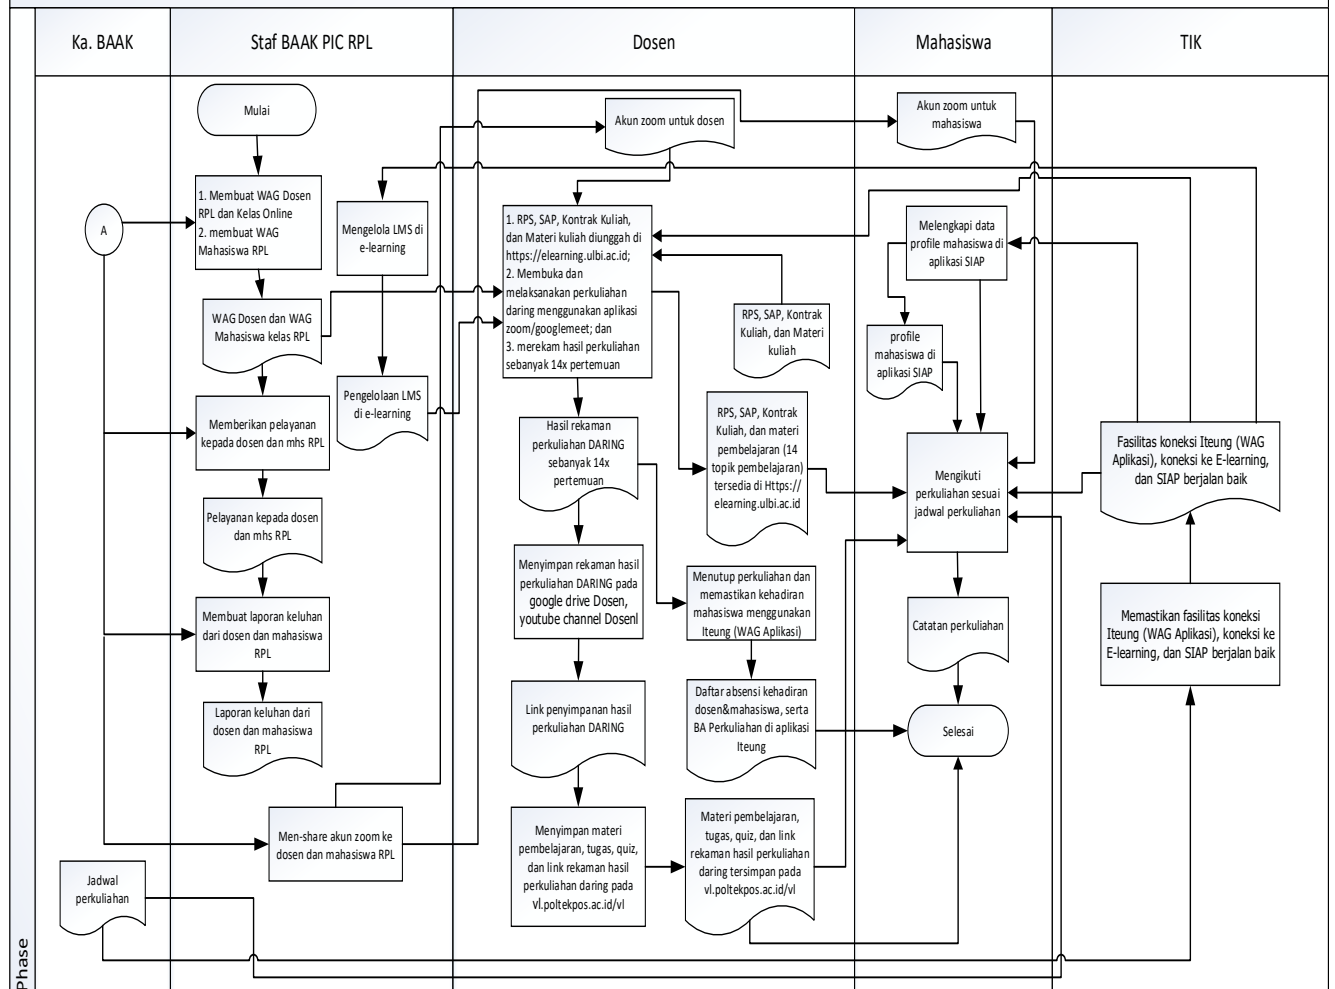 Ka. BAAK
Staf BAAK PIC RPL
Dosen
Mahasiswa
TIK
Phase
A
Jadwal
perkuliahan
Mulai
1. Membuat WAG Dosen
RPL dan Kelas Online
2. membuat WAG
Mahasiswa RPL
WAG Dosen dan WAG
Mahasiswa kelas RPL
Memberikan pelayanan
kepada dosen dan mhs RPL
Pelayanan kepada dosen
dan mhs RPL
Membuat laporan keluhan
dari dosen dan mahasiswa
RPL
Laporan keluhan dari
dosen dan mahasiswa
RPL
Men-share akun zoom ke
dosen dan mahasiswa RPL
Mengelola LMS di
e-learning
Pengelolaan LMS
di e-learning
Akun zoom untuk dosen
1. RPS, SAP, Kontrak Kuliah,
dan Materi kuliah diunggah di
https://elearning.ulbi.ac.id;
2. Membuka dan
melaksanakan perkuliahan
daring menggunakan aplikasi
zoom/googlemeet; dan
3. merekam hasil perkuliahan
sebanyak 14x pertemuan
RPS, SAP, Kontrak
Kuliah, dan Materi
kuliah
Hasil rekaman
perkuliahan DARING
sebanyak 14x
pertemuan
RPS, SAP, Kontrak
Kuliah, dan materi
pembelajaran (14
topik pembelajaran)
tersedia di Https://
elearning.ulbi.ac.id
Menyimpan rekaman hasil
perkuliahan DARING pada
google drive Dosen,
youtube channel Dosenl
Menutup perkuliahan dan
memastikan kehadiran
mahasiswa menggunakan
Iteung (WAG Aplikasi)
Link penyimpanan hasil
perkuliahan DARING
Daftar absensi kehadiran
dosen&mahasiswa, serta
BA Perkuliahan di aplikasi
Iteung
Menyimpan materi
pembelajaran, tugas, quiz,
dan link rekaman hasil
perkuliahan daring pada
vl.poltekpos.ac.id/vl
Materi pembelajaran,
tugas, quiz, dan link
rekaman hasil perkuliahan
daring tersimpan pada
vl.poltekpos.ac.id/vl
Akun zoom untuk
mahasiswa
Melengkapi data
profile mahasiswa di
aplikasi SIAP
profile
mahasiswa di
aplikasi SIAP
Mengikuti
perkuliahan sesuai
jadwal perkuliahan
Catatan perkuliahan
Selesai
Fasilitas koneksi Iteung (WAG
Aplikasi), koneksi ke E-learning,
dan SIAP berjalan baik
Memastikan fasilitas koneksi
Iteung (WAG Aplikasi), koneksi ke
E-learning, dan SIAP berjalan baik